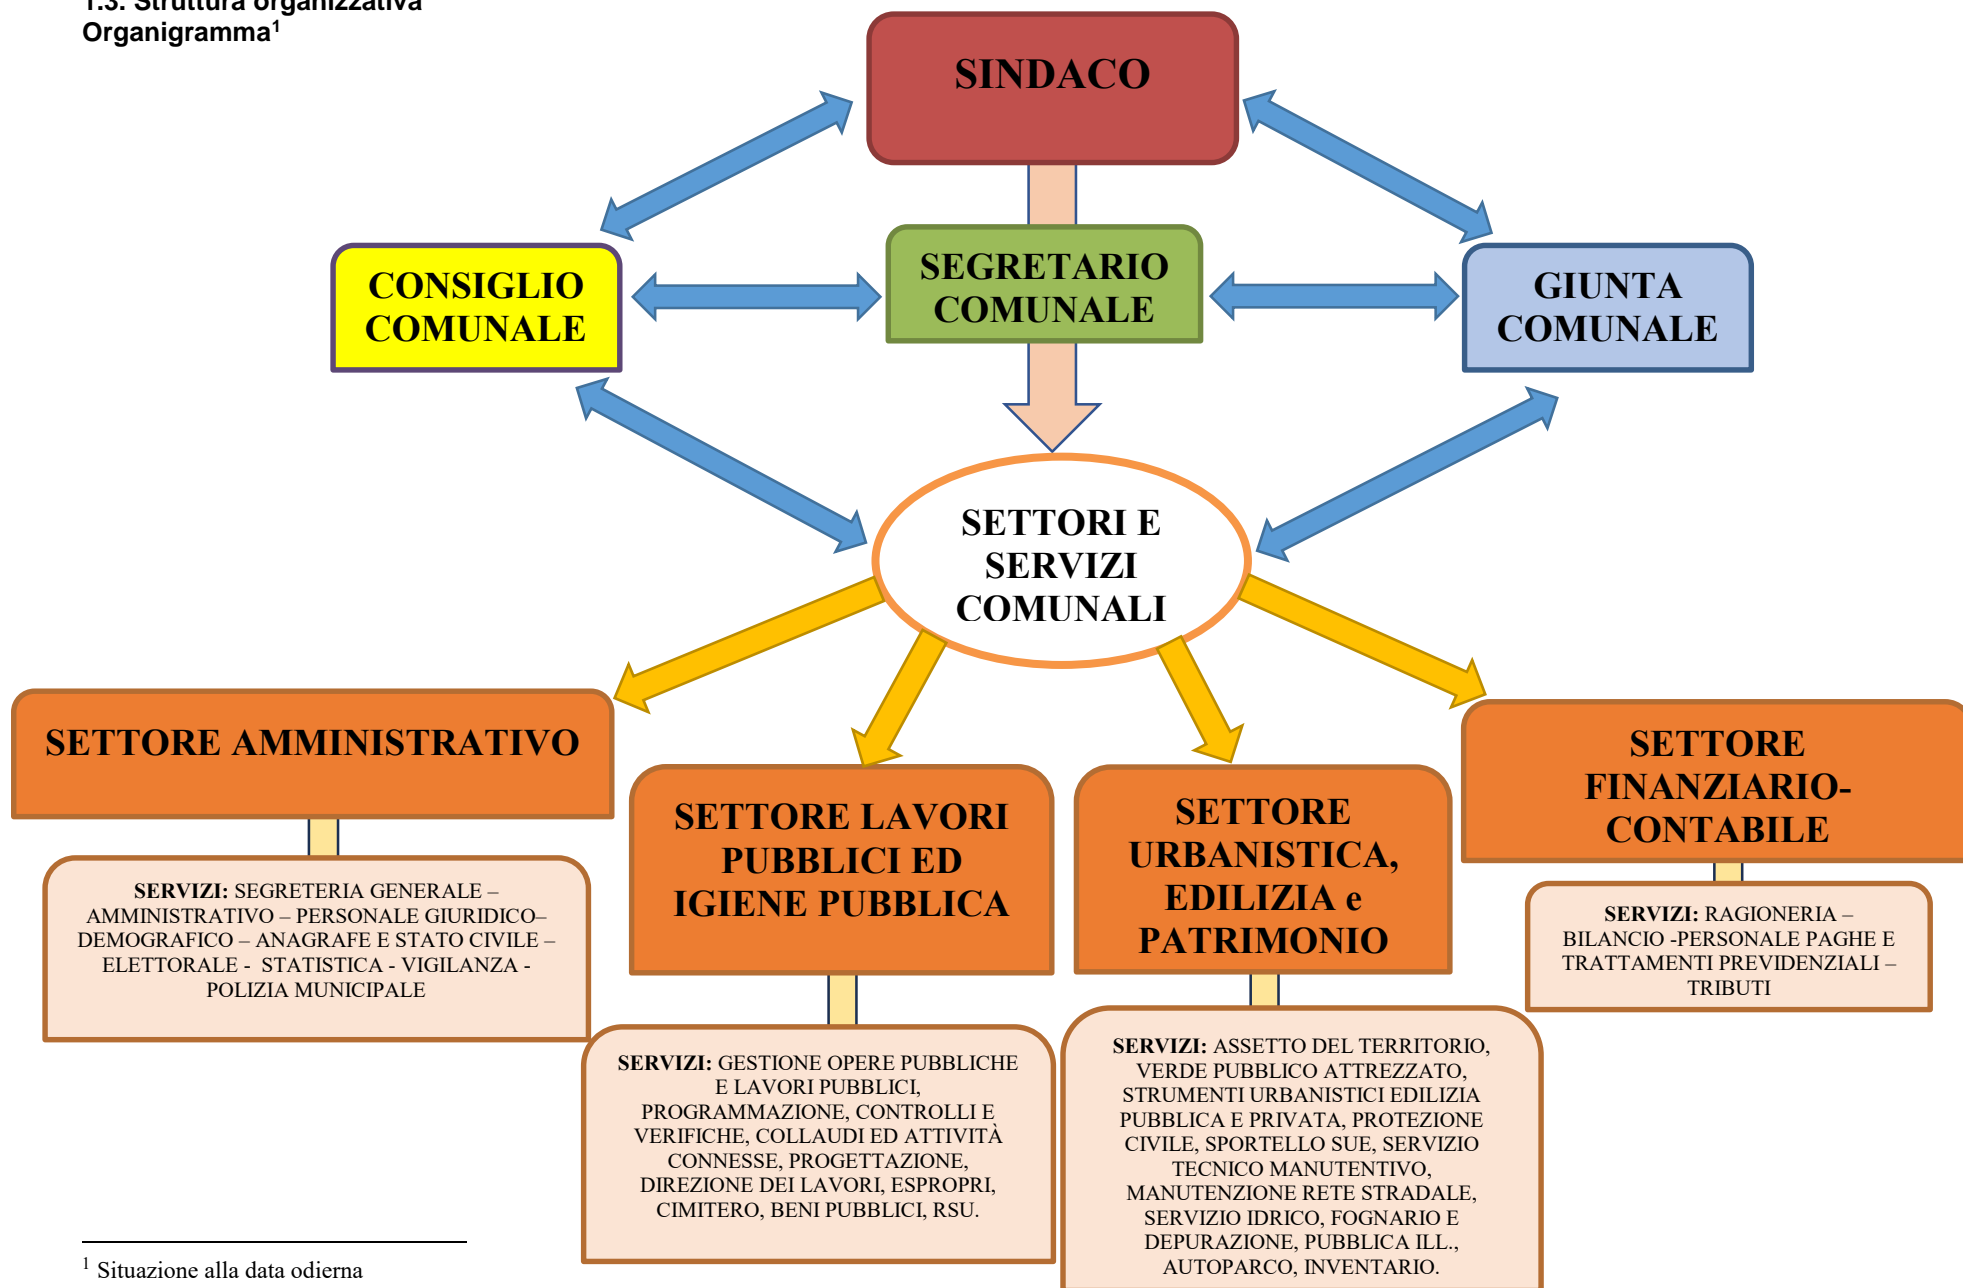 1.3. Struttura organizzativa
Organigramma¹
SINDACO
CONSIGLIO
COMUNALE
SEGRETARIO
COMUNALE
GIUNTA
COMUNALE
SETTORI E
SERVIZI
COMUNALI
SETTORE AMMINISTRATIVO
SERVIZI: SEGRETERIA GENERALE –
AMMINISTRATIVO – PERSONALE GIURIDICO–
DEMOGRAFICO – ANAGRAFE E STATO CIVILE –
ELETTORALE - STATISTICA - VIGILANZA -
POLIZIA MUNICIPALE
SETTORE LAVORI
PUBBLICI ED
IGIENE PUBBLICA
SERVIZI: GESTIONE OPERE PUBBLICHE
E LAVORI PUBBLICI,
PROGRAMMAZIONE, CONTROLLI E
VERIFICHE, COLLAUDI ED ATTIVITÀ
CONNESSE, PROGETTAZIONE,
DIREZIONE DEI LAVORI, ESPROPRI,
CIMITERO, BENI PUBBLICI, RSU.
SETTORE
URBANISTICA,
EDILIZIA e
PATRIMONIO
SERVIZI: ASSETTO DEL TERRITORIO,
VERDE PUBBLICO ATTREZZATO,
STRUMENTI URBANISTICI EDILIZIA
PUBBLICA E PRIVATA, PROTEZIONE
CIVILE, SPORTELLO SUE, SERVIZIO
TECNICO MANUTENTIVO,
MANUTENZIONE RETE STRADALE,
SERVIZIO IDRICO, FOGNARIO E
DEPURAZIONE, PUBBLICA ILL.,
AUTOPARCO, INVENTARIO.
SETTORE
FINANZIARIO-
CONTABILE
SERVIZI: RAGIONERIA –
BILANCIO -PERSONALE PAGHE E
TRATTAMENTI PREVIDENZIALI –
TRIBUTI
¹ Situazione alla data odierna